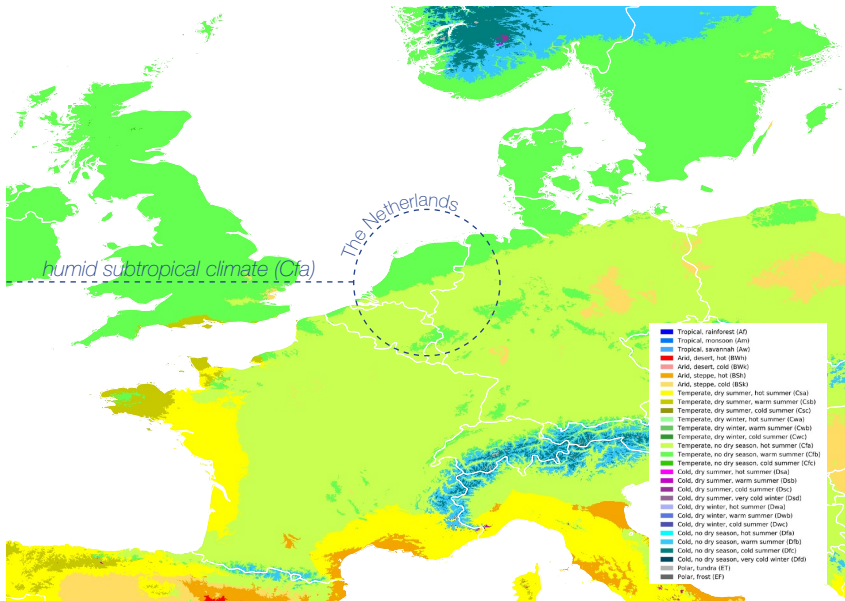 The Netherlands
humid subtropical climate (Cfa)
Tropical, rainforest (Af)
Tropical, monsoon (Am)
Tropical, savannah (Aw)
Arid, desert, hot (BWh)
Arid, desert, cold (BWk)
Arid, steppe, hot (BSh)
Arid, steppe, cold (BSk)
Temperate, dry summer, hot summer (Csa)
Temperate, dry summer, warm summer (Csb)
Temperate, dry summer, cold summer (Csc)
Temperate, dry winter, hot summer (Cwa)
Temperate, dry winter, warm summer (Cwb)
Temperate, dry winter, cold summer (Cwc)
Temperate, no dry season, hot summer (Cfa)
Temperate, no dry season, warm summer (Cfb)
Temperate, no dry season, cold summer (Cfc)
Cold, dry summer, hot summer (Dsa)
Cold, dry summer, warm summer (Dsb)
Cold, dry summer, cold summer (Dsc)
Cold, dry summer, very cold winter (Dsd)
Cold, dry winter, hot summer (Dwa)
Cold, dry winter, warm summer (Dwb)
Cold, dry winter, cold summer (Dwc)
Cold, no dry season, hot summer (Dfa)
Cold, no dry season, warm summer (Dfb)
Cold, no dry season, cold summer (Dfc)
Cold, no dry season, very cold winter (Dfd)
Polar, tundra (ET)
Polar, frost (EF)